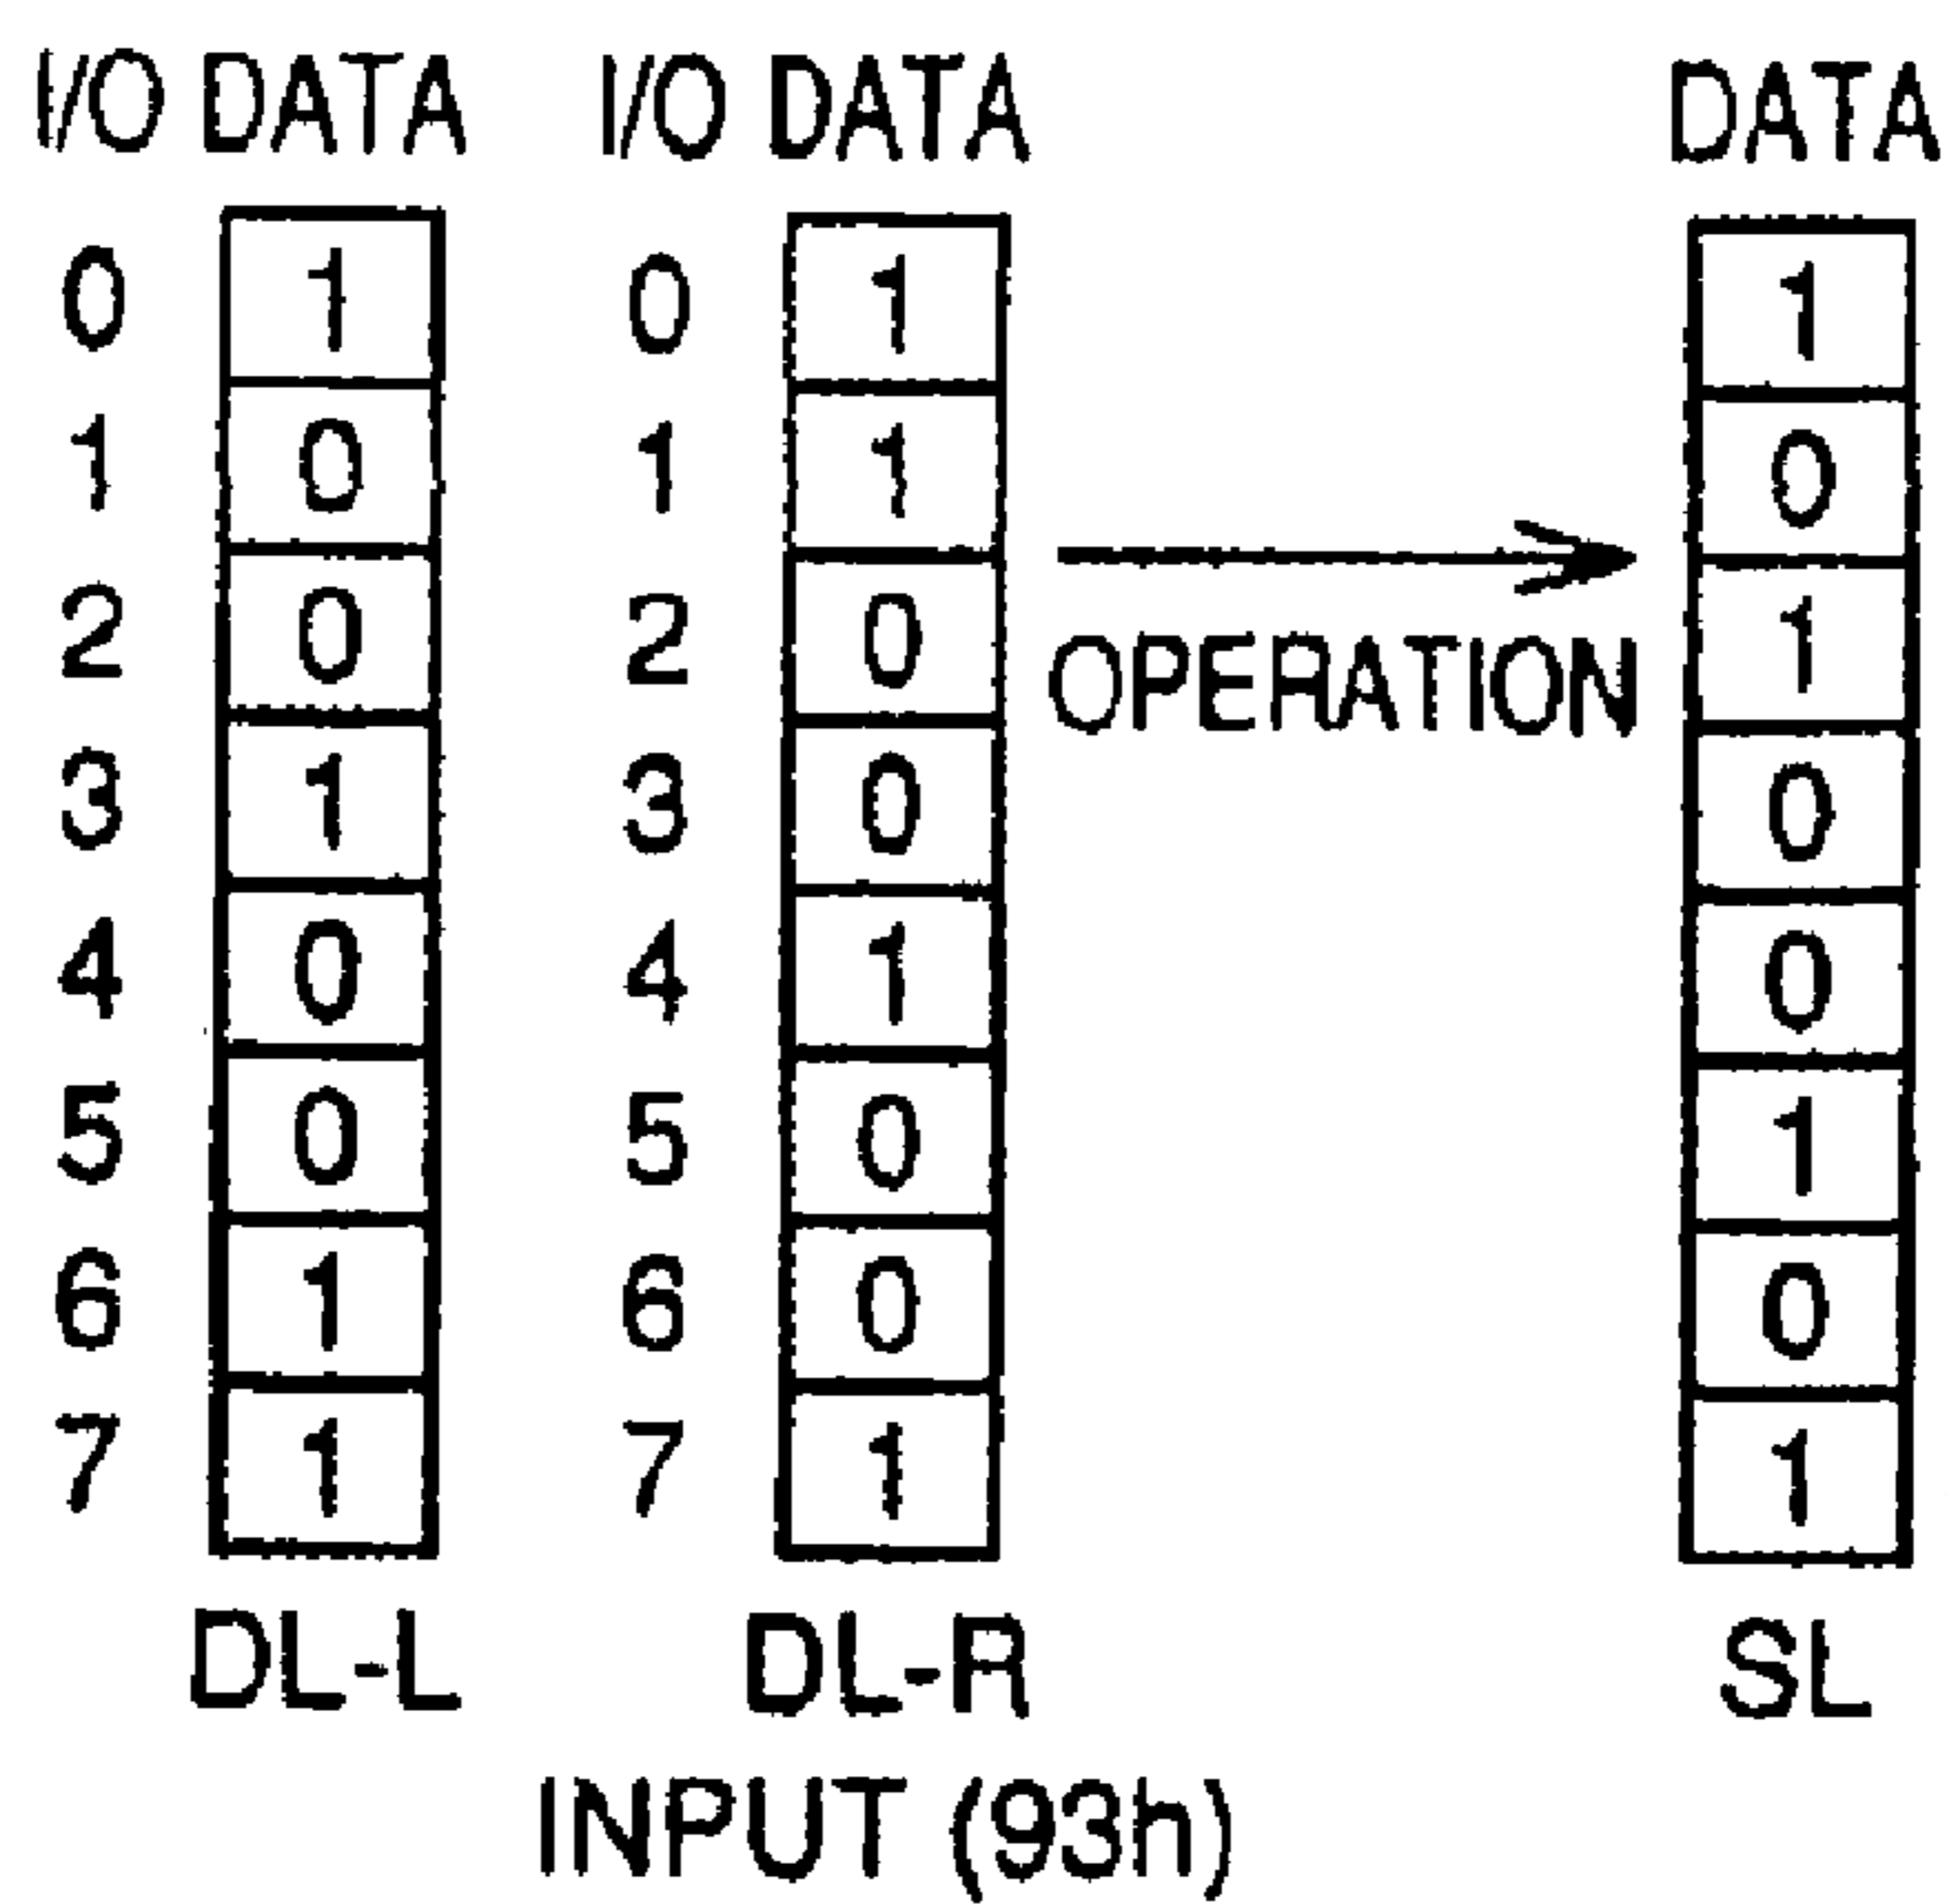 I/O DATA I/O DATA DATA
0 1 0 1 1
1 0 1 1 0
2 0 2 0 1
OPERATION
3 1 3 0 0
4 0 4 1 0
5 0 5 0 1
6 1 6 0 0
7 1 7 1 1
DL-L DL-R SL
INPUT (93h)